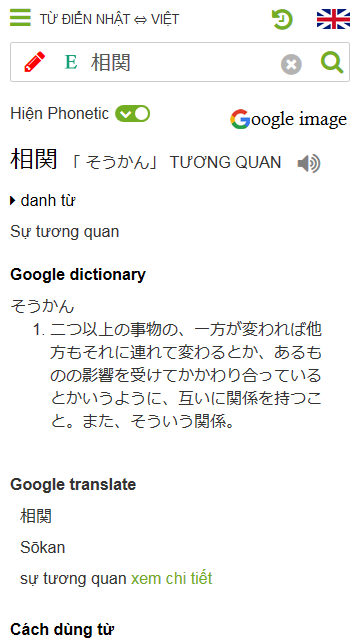 TỪ ĐIỂN NHẬT ⇔ VIỆT
E 相関
Hiện Phonetic
Google image
相関 「 そうかん」 TƯƠNG QUAN
danh từ
Sự tương quan
Google dictionary
そうかん
1. 二つ以上の事物の、一方が変われば他
方もそれに連れて変わるとか、あるも
のの影響を受けてかかわり合っている
とかいうように、互いに関係を持つこ
と。また、そういう関係。
Google translate
相関
Sōkan
sự tương quan xem chi tiết
Cách dùng từ